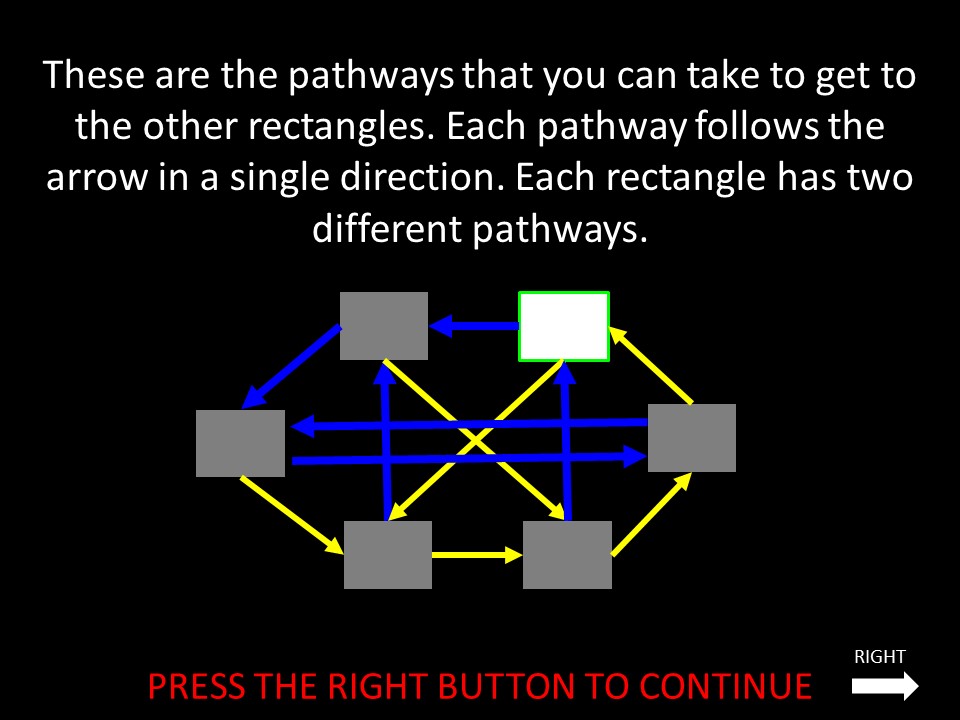 These are the pathways that you can take to get to
the other rectangles. Each pathway follows the
arrow in a single direction. Each rectangle has two
different pathways.
RIGHT
PRESS THE RIGHT BUTTON TO CONTINUE